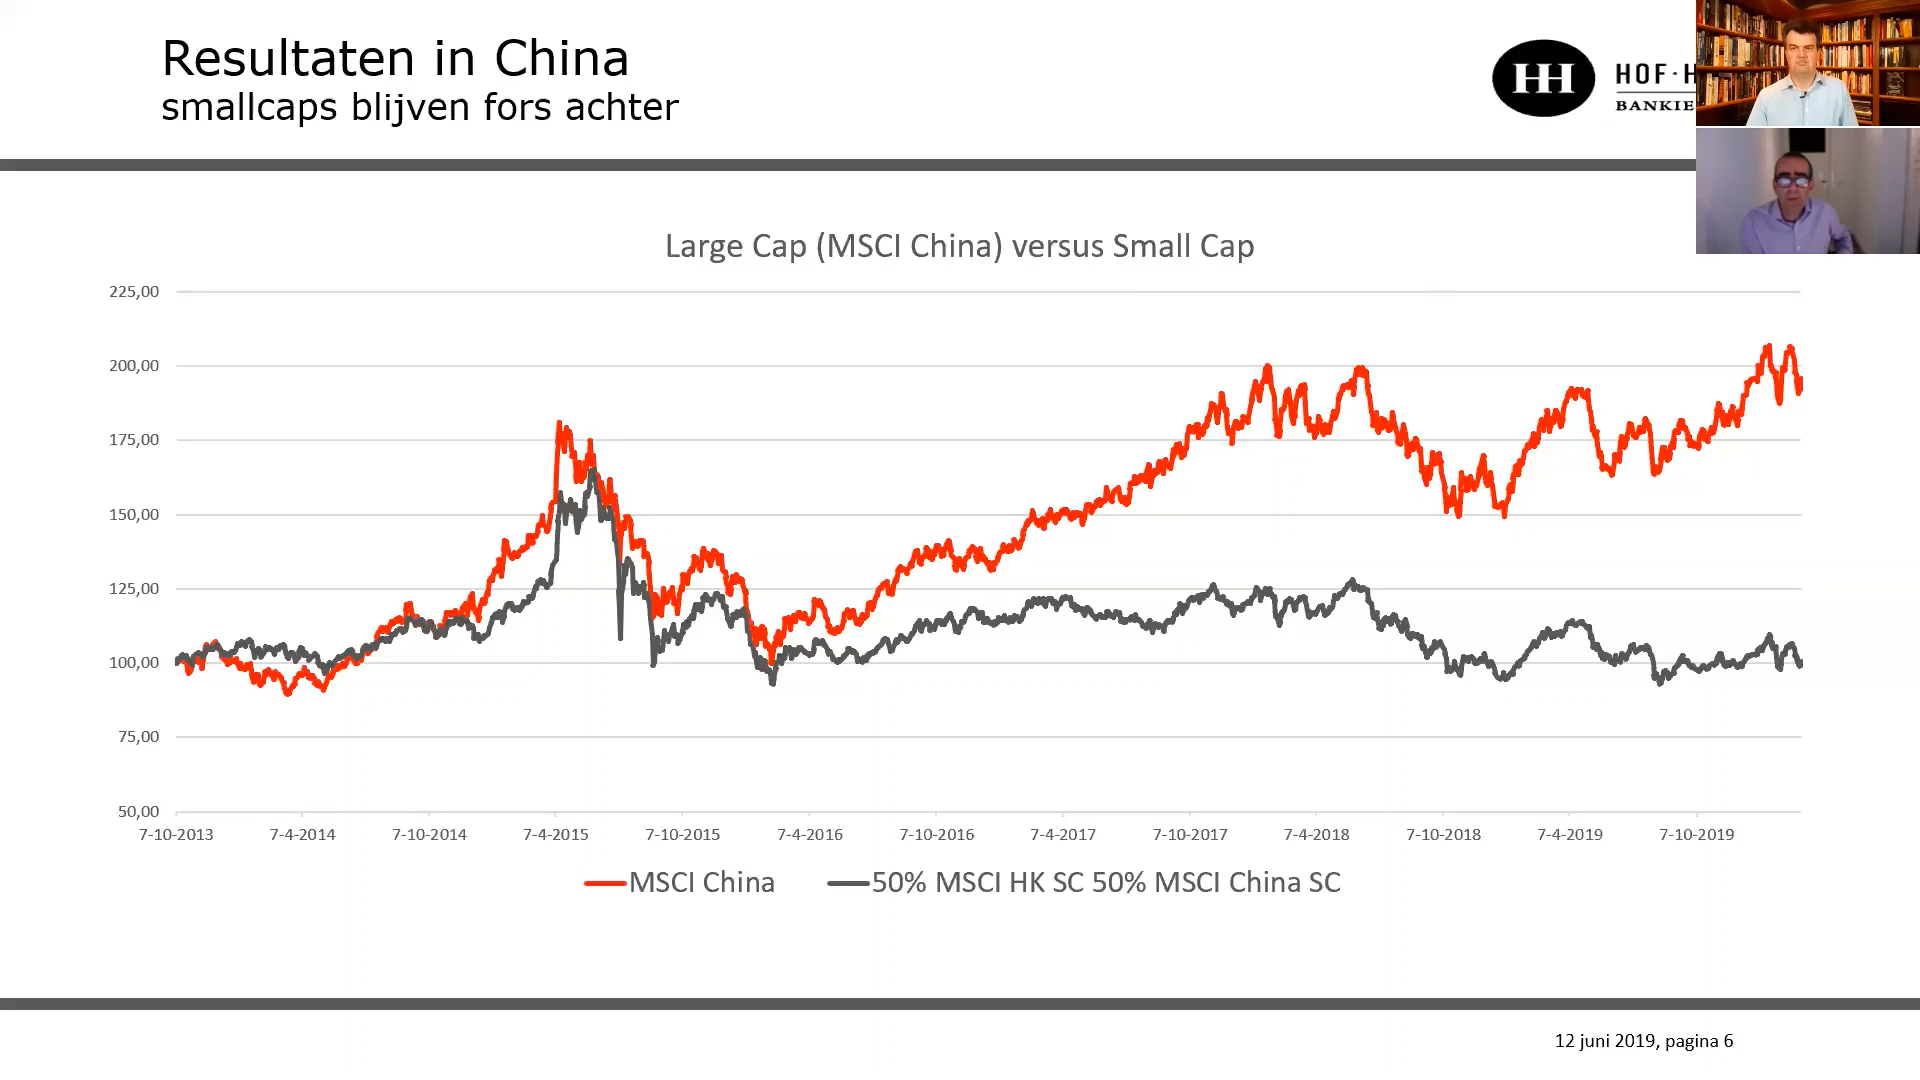 Resultaten in China
smallcaps blijven fors achter
HH
HOF·H
BANKIE
Large Cap (MSCI China) versus Small Cap
225,00
200,00
175,00
150,00
125,00
100,00
75,00
50,00
7-10-2013 7-4-2014 7-10-2014 7-4-2015 7-10-2015 7-4-2016 7-10-2016 7-4-2017 7-10-2017 7-4-2018 7-10-2018 7-4-2019 7-10-2019
MSCI China 50% MSCI HK SC 50% MSCI China SC
12 juni 2019, pagina 6